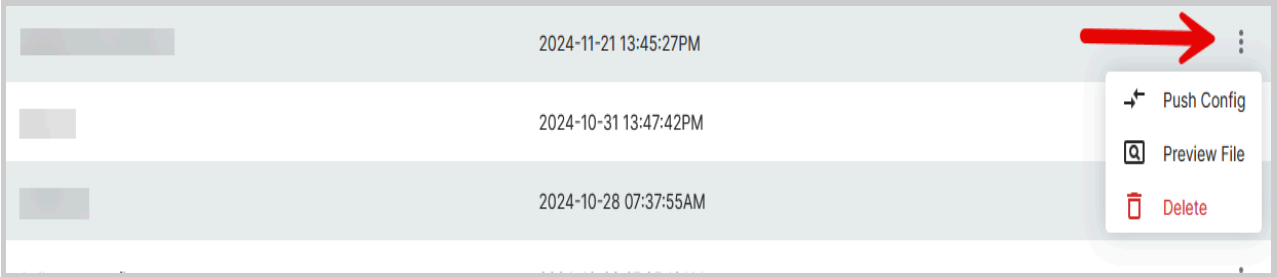 2024-11-21 13:45:27PM
Push Config
2024-10-31 13:47:42PM
Preview File
2024-10-28 07:37:55AM
Delete